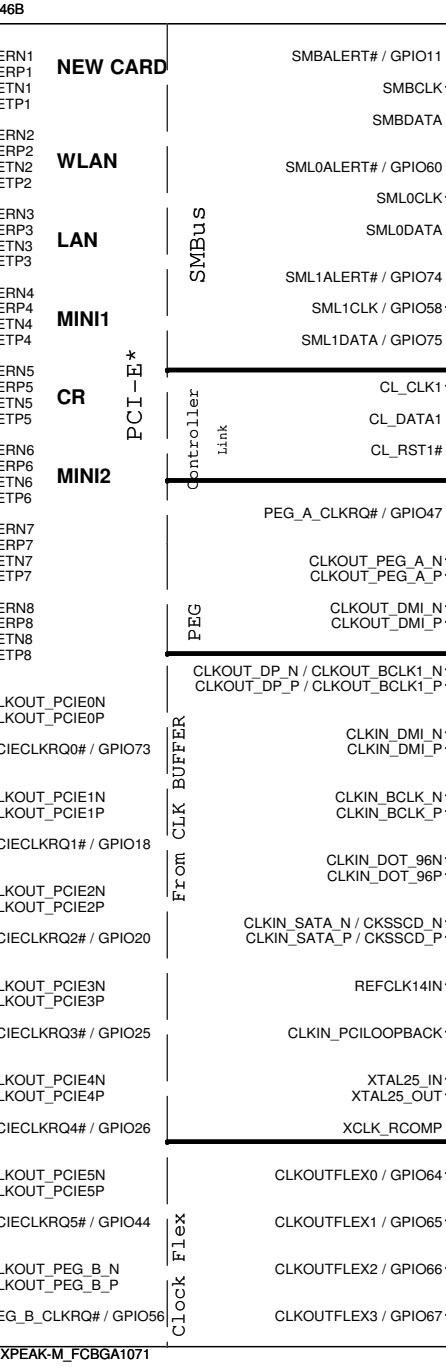 46B
ERN1
ERP1
ETN1
ETP1
NEW CARD
ERN2
ERP2
ETN2
ETP2
WLAN
ERN3
ERP3
ETN3
ETP3
LAN
ERN4
ERP4
ETN4
ETP4
MINI1
ERN5
ERP5
ETN5
ETP5
CR
ERN6
ERP6
ETN6
ETP6
MINI2
ERN7
ERP7
ETN7
ETP7
ERN8
ERP8
ETN8
ETP8
PCI-E*
LKOUT_PCIE0N
LKOUT_PCIE0P
CIECLKRQ0# / GPIO73
LKOUT_PCIE1N
LKOUT_PCIE1P
CIECLKRQ1# / GPIO18
LKOUT_PCIE2N
LKOUT_PCIE2P
CIECLKRQ2# / GPIO20
LKOUT_PCIE3N
LKOUT_PCIE3P
CIECLKRQ3# / GPIO25
LKOUT_PCIE4N
LKOUT_PCIE4P
CIECLKRQ4# / GPIO26
LKOUT_PCIE5N
LKOUT_PCIE5P
CIECLKRQ5# / GPIO44
LKOUT_PEG_B_N
LKOUT_PEG_B_P
EG_B_CLKRQ# / GPIO56
SMBus
SMBALERT# / GPIO11
SMBCLK
SMBDATA
SML0ALERT# / GPIO60
SML0CLK
SML0DATA
SML1ALERT# / GPIO74
SML1CLK / GPIO58
SML1DATA / GPIO75
Controller
Link
CL_CLK1
CL_DATA1
CL_RST1#
PEG
PEG_A_CLKRQ# / GPIO47
CLKOUT_PEG_A_N
CLKOUT_PEG_A_P
CLKOUT_DMI_N
CLKOUT_DMI_P
CLKOUT_DP_N / CLKOUT_BCLK1_N
CLKOUT_DP_P / CLKOUT_BCLK1_P
From CLK BUFFER
CLKIN_DMI_N
CLKIN_DMI_P
CLKIN_BCLK_N
CLKIN_BCLK_P
CLKIN_DOT_96N
CLKIN_DOT_96P
CLKIN_SATA_N / CKSSCD_N
CLKIN_SATA_P / CKSSCD_P
REFCLK14IN
CLKIN_PCILOOPBACK
XTAL25_IN
XTAL25_OUT
XCLK_RCOMP
Clock Flex
CLKOUTFLEX0 / GPIO64
CLKOUTFLEX1 / GPIO65
CLKOUTFLEX2 / GPIO66
CLKOUTFLEX3 / GPIO67
XPEAK-M_FCBGA1071